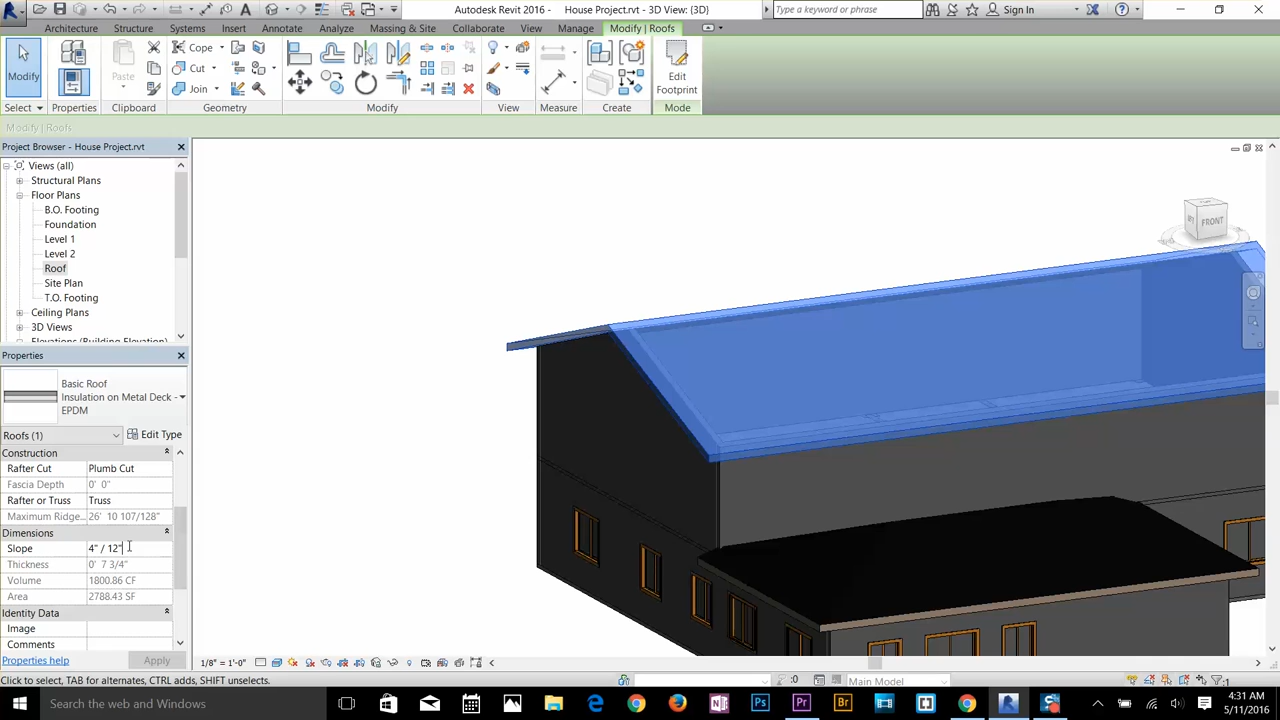 Autodesk Revit 2016 - House Project.rvt - 3D View: {3D}
Type a keyword or phrase
Sign In
Architecture Structure Systems Insert Annotate Analyze Massing & Site Collaborate View Manage Modify | Roofs
Modify
Paste
Cope
Cut
Join
Edit
Footprint
Select Properties Clipboard Geometry Modify View Measure Create Mode
Modify | Roofs
Project Browser - House Project.rvt
Views (all)
Structural Plans
Floor Plans
B.O. Footing
Foundation
Level 1
Level 2
Roof
Site Plan
T.O. Footing
Ceiling Plans
3D Views
Elevations (Building Elevation)
FRONT
Properties
Basic Roof
Insulation on Metal Deck -
EPDM
Roofs (1)
Edit Type
Construction
Rafter Cut Plumb Cut
Fascia Depth 0' 0"
Rafter or Truss Truss
Maximum Ridge... 26' 10 107/128"
Dimensions
Slope 4" / 12"
Thickness 0' 7 3/4"
Volume 1800.86 CF
Area 2788.43 SF
Identity Data
Image
Comments
Properties help
Apply
1/8" = 1'-0"
Click to select, TAB for alternates, CTRL adds, SHIFT unselects.
:0
Main Model
:1
Search the web and Windows
4:31 AM
5/11/2016